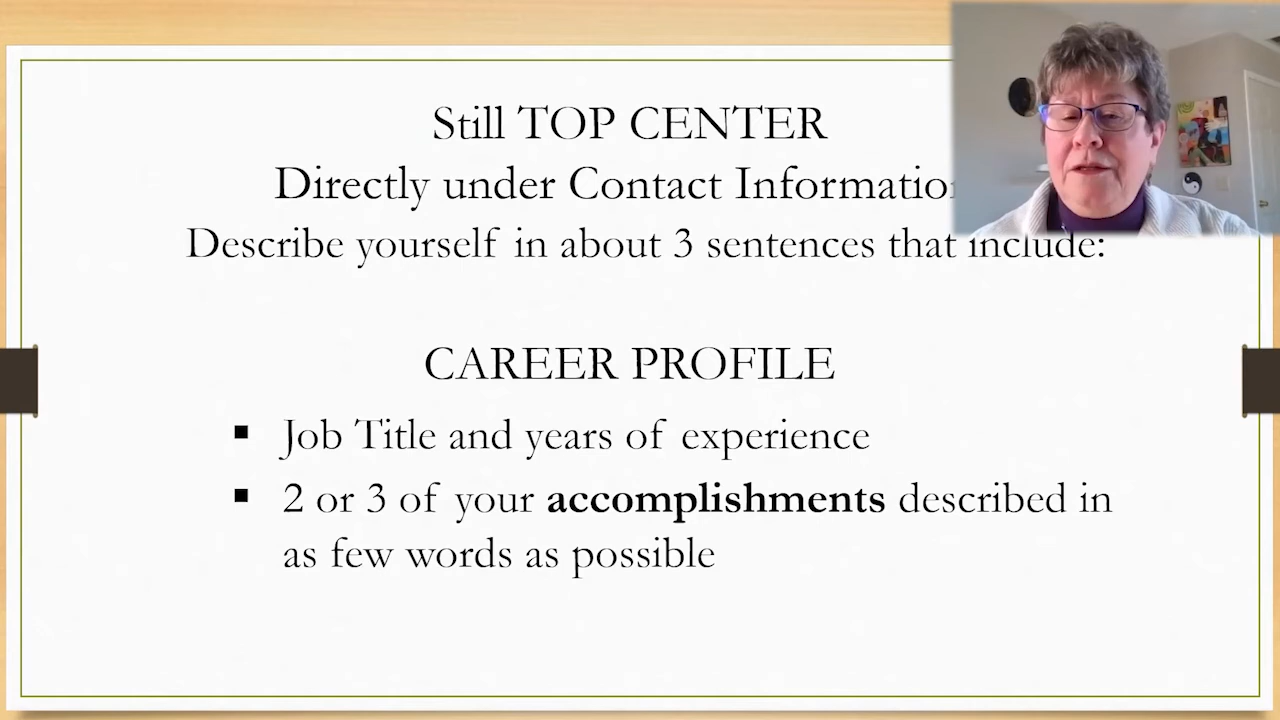 Still TOP CENTER
Directly under Contact Informatio
Describe yourself in about 3 sentences that include:
CAREER PROFILE
▪ Job Title and years of experience
▪ 2 or 3 of your accomplishments described in
as few words as possible